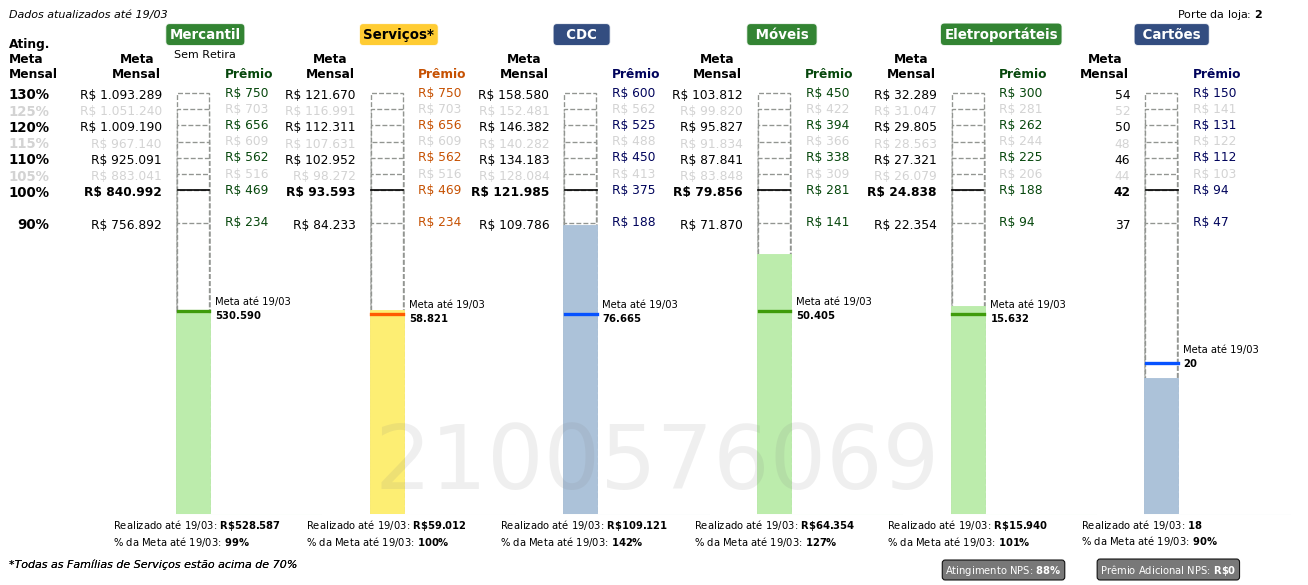 Dados atualizados até 19/03
Porte da loja: 2
Mercantil Serviços* CDC Móveis Eletroportáteis Cartões
Sem Retira
Ating. Meta Mensal
Meta Mensal Prêmio Meta Mensal Prêmio Meta Mensal Prêmio Meta Mensal Prêmio Meta Mensal Prêmio Meta Mensal Prêmio
130% R$ 1.093.289 R$ 750 R$ 121.670 R$ 750 R$ 158.580 R$ 600 R$ 103.812 R$ 450 R$ 32.289 R$ 300 54 R$ 150
125% R$ 1.051.240 R$ 703 R$ 116.991 R$ 703 R$ 152.481 R$ 562 R$ 99.820 R$ 422 R$ 31.047 R$ 281 52 R$ 141
120% R$ 1.009.190 R$ 656 R$ 112.311 R$ 656 R$ 146.382 R$ 525 R$ 95.827 R$ 394 R$ 29.805 R$ 262 50 R$ 131
115% R$ 967.140 R$ 609 R$ 107.631 R$ 609 R$ 140.282 R$ 488 R$ 91.834 R$ 366 R$ 28.563 R$ 244 48 R$ 122
110% R$ 925.091 R$ 562 R$ 102.952 R$ 562 R$ 134.183 R$ 450 R$ 87.841 R$ 338 R$ 27.321 R$ 225 46 R$ 112
105% R$ 883.041 R$ 516 R$ 98.272 R$ 516 R$ 128.084 R$ 413 R$ 83.848 R$ 309 R$ 26.079 R$ 206 44 R$ 103
100% R$ 840.992 R$ 469 R$ 93.593 R$ 469 R$ 121.985 R$ 375 R$ 79.856 R$ 281 R$ 24.838 R$ 188 42 R$ 94
90% R$ 756.892 R$ 234 R$ 84.233 R$ 234 R$ 109.786 R$ 188 R$ 71.870 R$ 141 R$ 22.354 R$ 94 37 R$ 47
Meta até 19/03 Meta até 19/03 Meta até 19/03 Meta até 19/03 Meta até 19/03
530.590 58.821 76.665 50.405 15.632
Meta até 19/03
20
2100576069
Realizado até 19/03: R$528.587 Realizado até 19/03: R$59.012 Realizado até 19/03: R$109.121 Realizado até 19/03: R$64.354 Realizado até 19/03: R$15.940 Realizado até 19/03: 18
% da Meta até 19/03: 99% % da Meta até 19/03: 100% % da Meta até 19/03: 142% % da Meta até 19/03: 127% % da Meta até 19/03: 101% % da Meta até 19/03: 90%
*Todas as Famílias de Serviços estão acima de 70%
Atingimento NPS: 88% Prêmio Adicional NPS: R$0